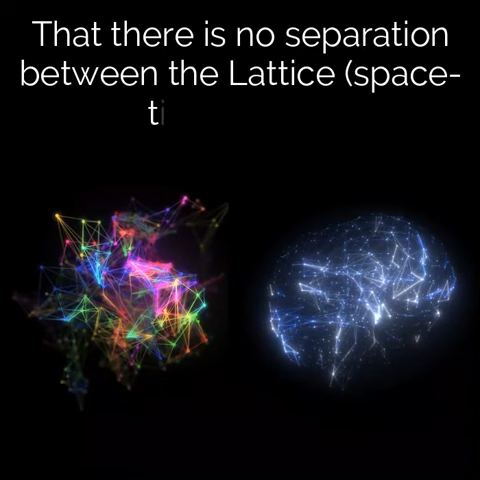 That there is no separation
between the Lattice (space-
ti